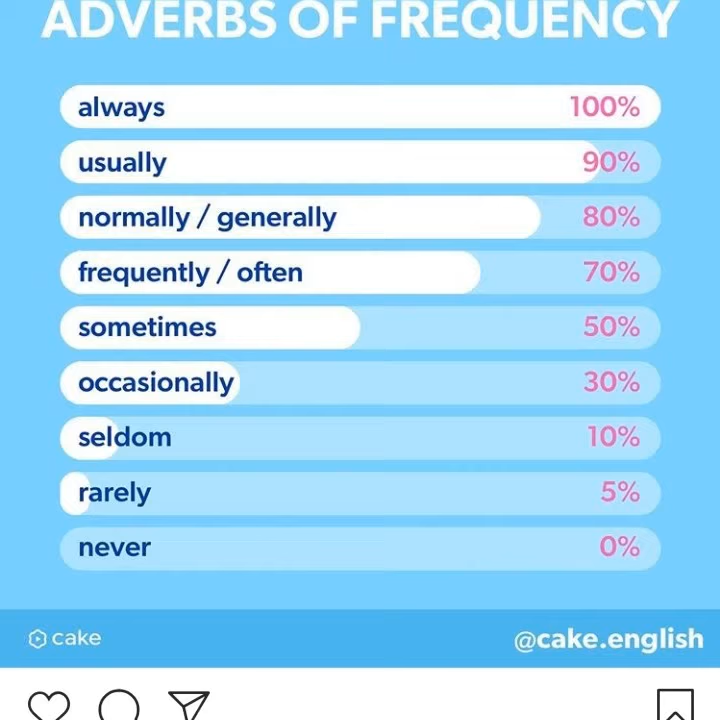 ADVERBS OF FREQUENCY
always 100%
usually 90%
normally / generally 80%
frequently / often 70%
sometimes 50%
occasionally 30%
seldom 10%
rarely 5%
never 0%
cake @cake.english